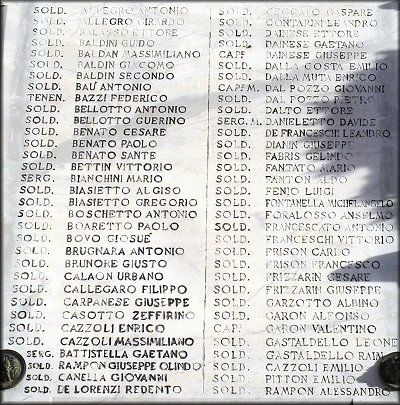 SOLD. ALLEGRO ANTONIO
SOLD. ALLEGRO GIRARDO
SOLD. BALASSO ETTORE
SOLD. BALDINI GUIDO
SOLD. BALDAN MASSIMILIANO
SOLD. BALDIN GIACOMO
SOLD. BALDIN SECONDO
SOLD. BAÙ ANTONIO
TENEN. BAZZI FEDERICO
SOLD. BELLOTTO ANTONIO
SOLD. BELLOTTO GUERINO
SOLD. BENATO CESARE
SOLD. BENATO PAOLO
SOLD. BENATO SANTE
SOLD. BETTIN VITTORIO
SERG. BIANCHINI MARIO
SOLD. BIASIETTO ALGISO
SOLD. BIASIETTO GREGORIO
SOLD. BOSCHETTO ANTONIO
SOLD. BOARETTO PAOLO
SOLD. BOVO GIOSUÈ
SOLD. BRUGNARA ANTONIO
SOLD. BRUNORE GIUSTO
SOLD. CALAON URBANO
SOLD. CALLEGARO FILIPPO
SOLD. CARPANESE GIUSEPPE
SOLD. CASOTTO ZEFFIRINO
SOLD. CAZZOLI ENRICO
SOLD. CAZZOLI MASSIMILIANO
SERG. BATTISTELLA GAETANO
SOLD. RAMPON GIUSEPPE OLINDO
SOLD. CANELLA GIOVANNI
SOLD. DE LORENZI REDENTO
SOLD. CECCATO GASPARE
SOLD. CONTARINI LEANDRO
SOLD. DAINESE ETTORE
SOLD. DAINESE GAETANO
CAP. DAINESE GIUSEPPE
SOLD. DALLA COSTA EMILIO
SOLD. DALLA MUTA ENRICO
CAP. M. DAL POZZO GIOVANNI
SOLD. DAL POZZO PIETRO
SOLD. DALTO ETTORE
SERG. M. DANIELETTO DAVIDE
SOLD. DE FRANCESCHI LEANDRO
SOLD. DIANIN GIUSEPPE
SOLD. FABRIS GELINDO
SOLD. FANTATO MARIO
SOLD. FANTON ALDO
SOLD. FENIO LUIGI
SOLD. FONTANELLA MICHELANGELO
SOLD. FORALOSSO ANSELMO
SOLD. FRANCESCATO ANTONIO
SOLD. FRANCESCHI VITTORIO
SOLD. FRISON CARLO
SOLD. FRISON FRANCESCO
SOLD. FRIZZARIN CESARE
SOLD. FRIZZARIN GIUSEPPE
SOLD. GARZOTTO ALBINO
SOLD. GARON ALFONSO
CAP. GARON VALENTINO
SOLD. GASTALDELLO LEONE
SOLD. GASTALDELLO
SOLD. CAZZOLI EMILIO
SOLD. PITTON EMILIO
SOLD. RAMPON ALESSANDRO